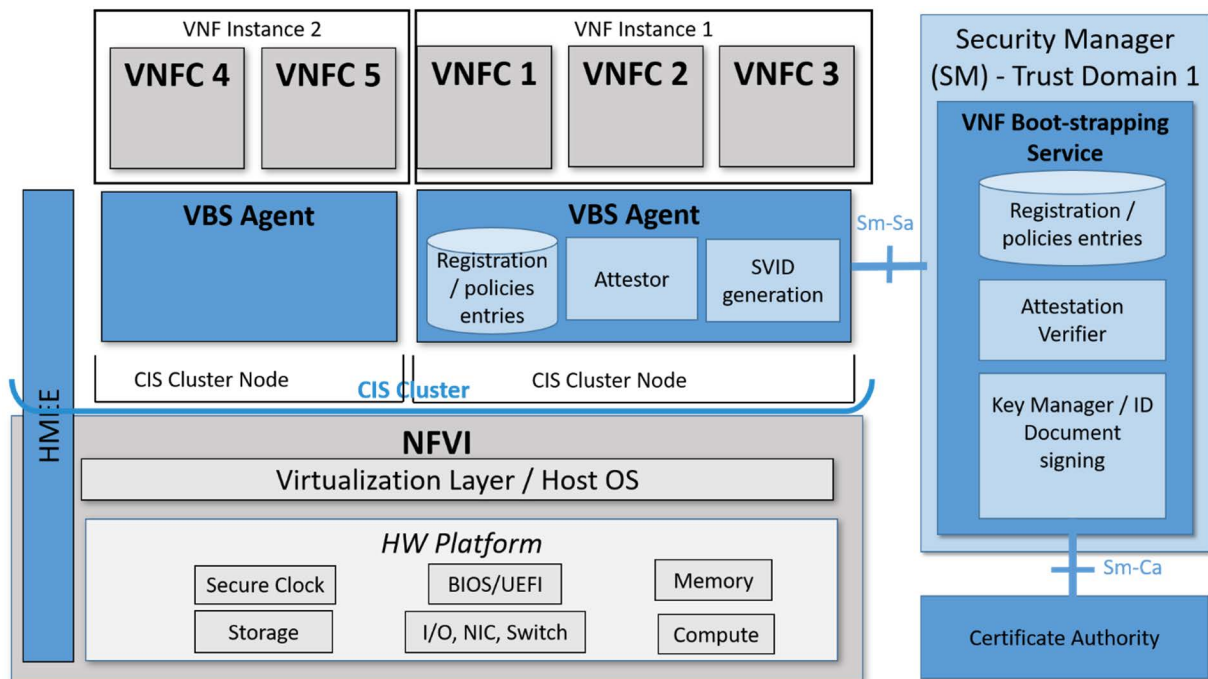 VNF Instance 2
VNFC 4
VNFC 5
VNF Instance 1
VNFC 1
VNFC 2
VNFC 3
VBS Agent
VBS Agent
Registration
/ policies
entries
Attestor
SVID
generation
Sm-Sa
CIS Cluster Node
CIS Cluster Node
CIS Cluster
HMEE
NFVI
Virtualization Layer / Host OS
HW Platform
Secure Clock
BIOS/UEFI
Memory
Storage
I/O, NIC, Switch
Compute
Security Manager
(SM) - Trust Domain 1
VNF Boot-strapping
Service
Registration /
policies entries
Attestation
Verifier
Key Manager / ID
Document
signing
Sm-Ca
Certificate Authority